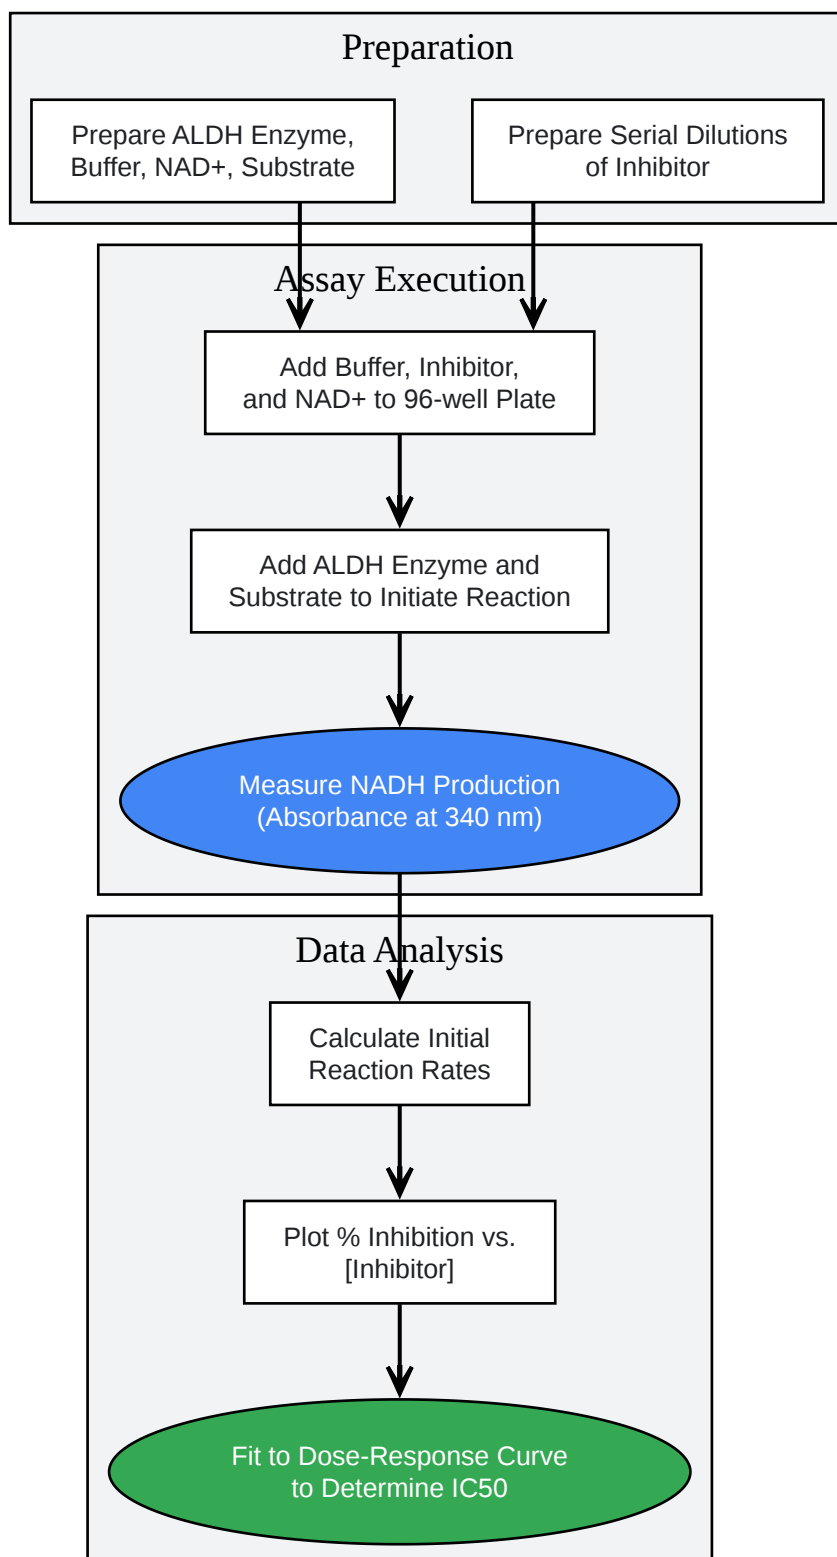 Preparation
Prepare ALDH Enzyme,
Buffer, NAD+, Substrate
Prepare Serial Dilutions
of Inhibitor
Assay Execution
Add Buffer, Inhibitor,
and NAD+ to 96-well Plate
Add ALDH Enzyme and
Substrate to Initiate Reaction
Measure NADH Production
(Absorbance at 340 nm)
Data Analysis
Calculate Initial
Reaction Rates
Plot % Inhibition vs.
[Inhibitor]
Fit to Dose-Response Curve
to Determine IC50